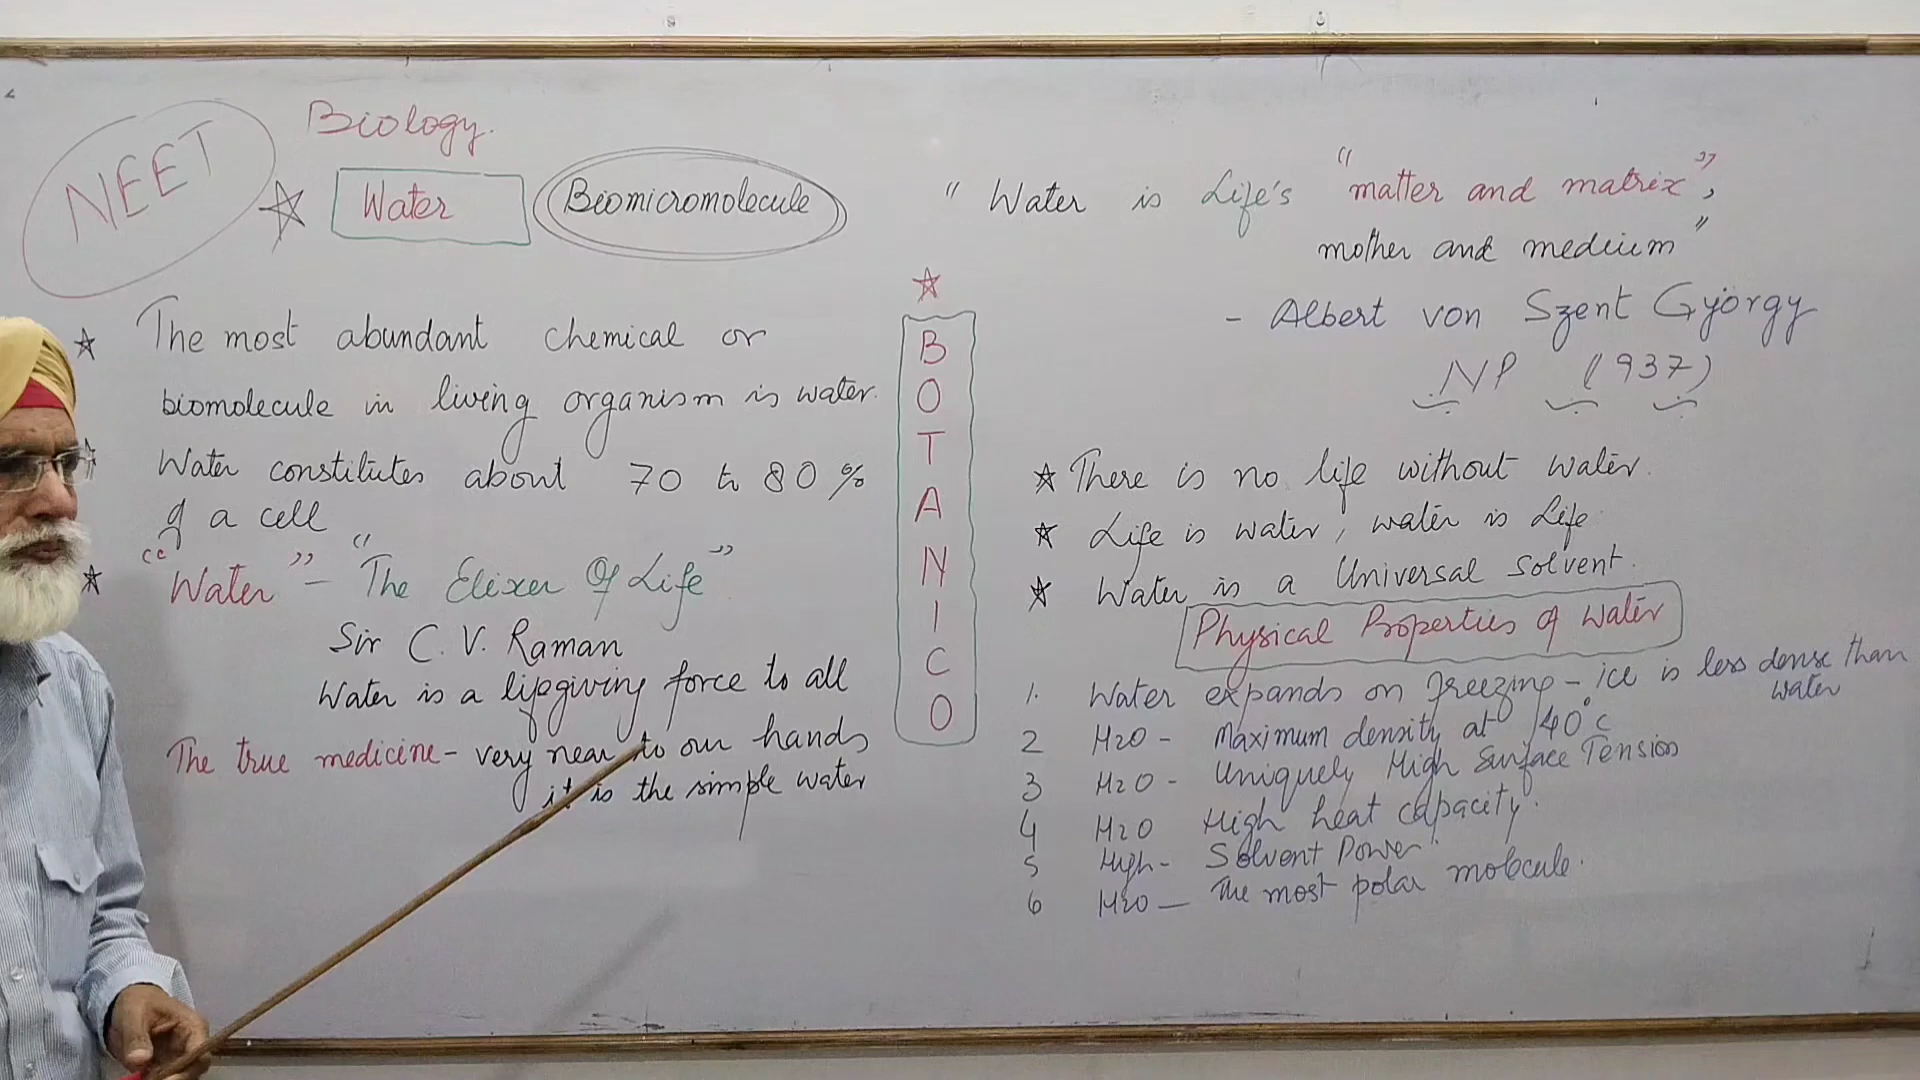 NEET
Biology.
Water
Biomicromolecule
The most abundant chemical or
biomolecule in living organism is water.
Water constitutes about 70 to 80%
of a cell
"Water" - "The Elixer Of Life"
Sir C. V. Raman
Water is a lifegiving force to all
The true medicine - very near to our hands
it is the simple water
BOTANICO
"Water is Life's "matter and matrix",
mother and medium"
- Albert von Szent György
NP (1937)
There is no life without water.
Life is water, water is Life.
Water is a Universal Solvent.
Physical Properties of Water
1. Water expands on freezing - ice is less dense than
water
2 H2O - Maximum density at 40°C
3 H2O - Uniquely High Surface Tension
4 H2O High heat capacity.
5 High - Solvent Power.
6 H2O - The most polar molecule.